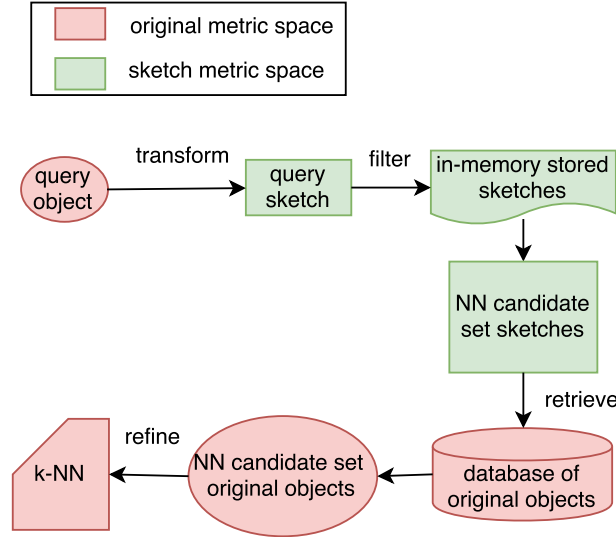 original metric space
sketch metric space
transform
filter
query
object
query
sketch
in-memory stored
sketches
NN candidate
set sketches
retrieve
refine
k-NN
NN candidate set
original objects
database of
original objects